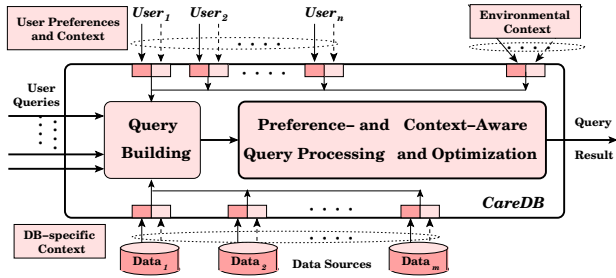 User Preferences
and Context
User1
User2
Usern
Environmental
Context
User
Queries
Query
Building
Preference– and Context–Aware
Query Processing and Optimization
Query
Result
CareDB
DB–specific
Context
Data1
Data2
Data Sources
Datam